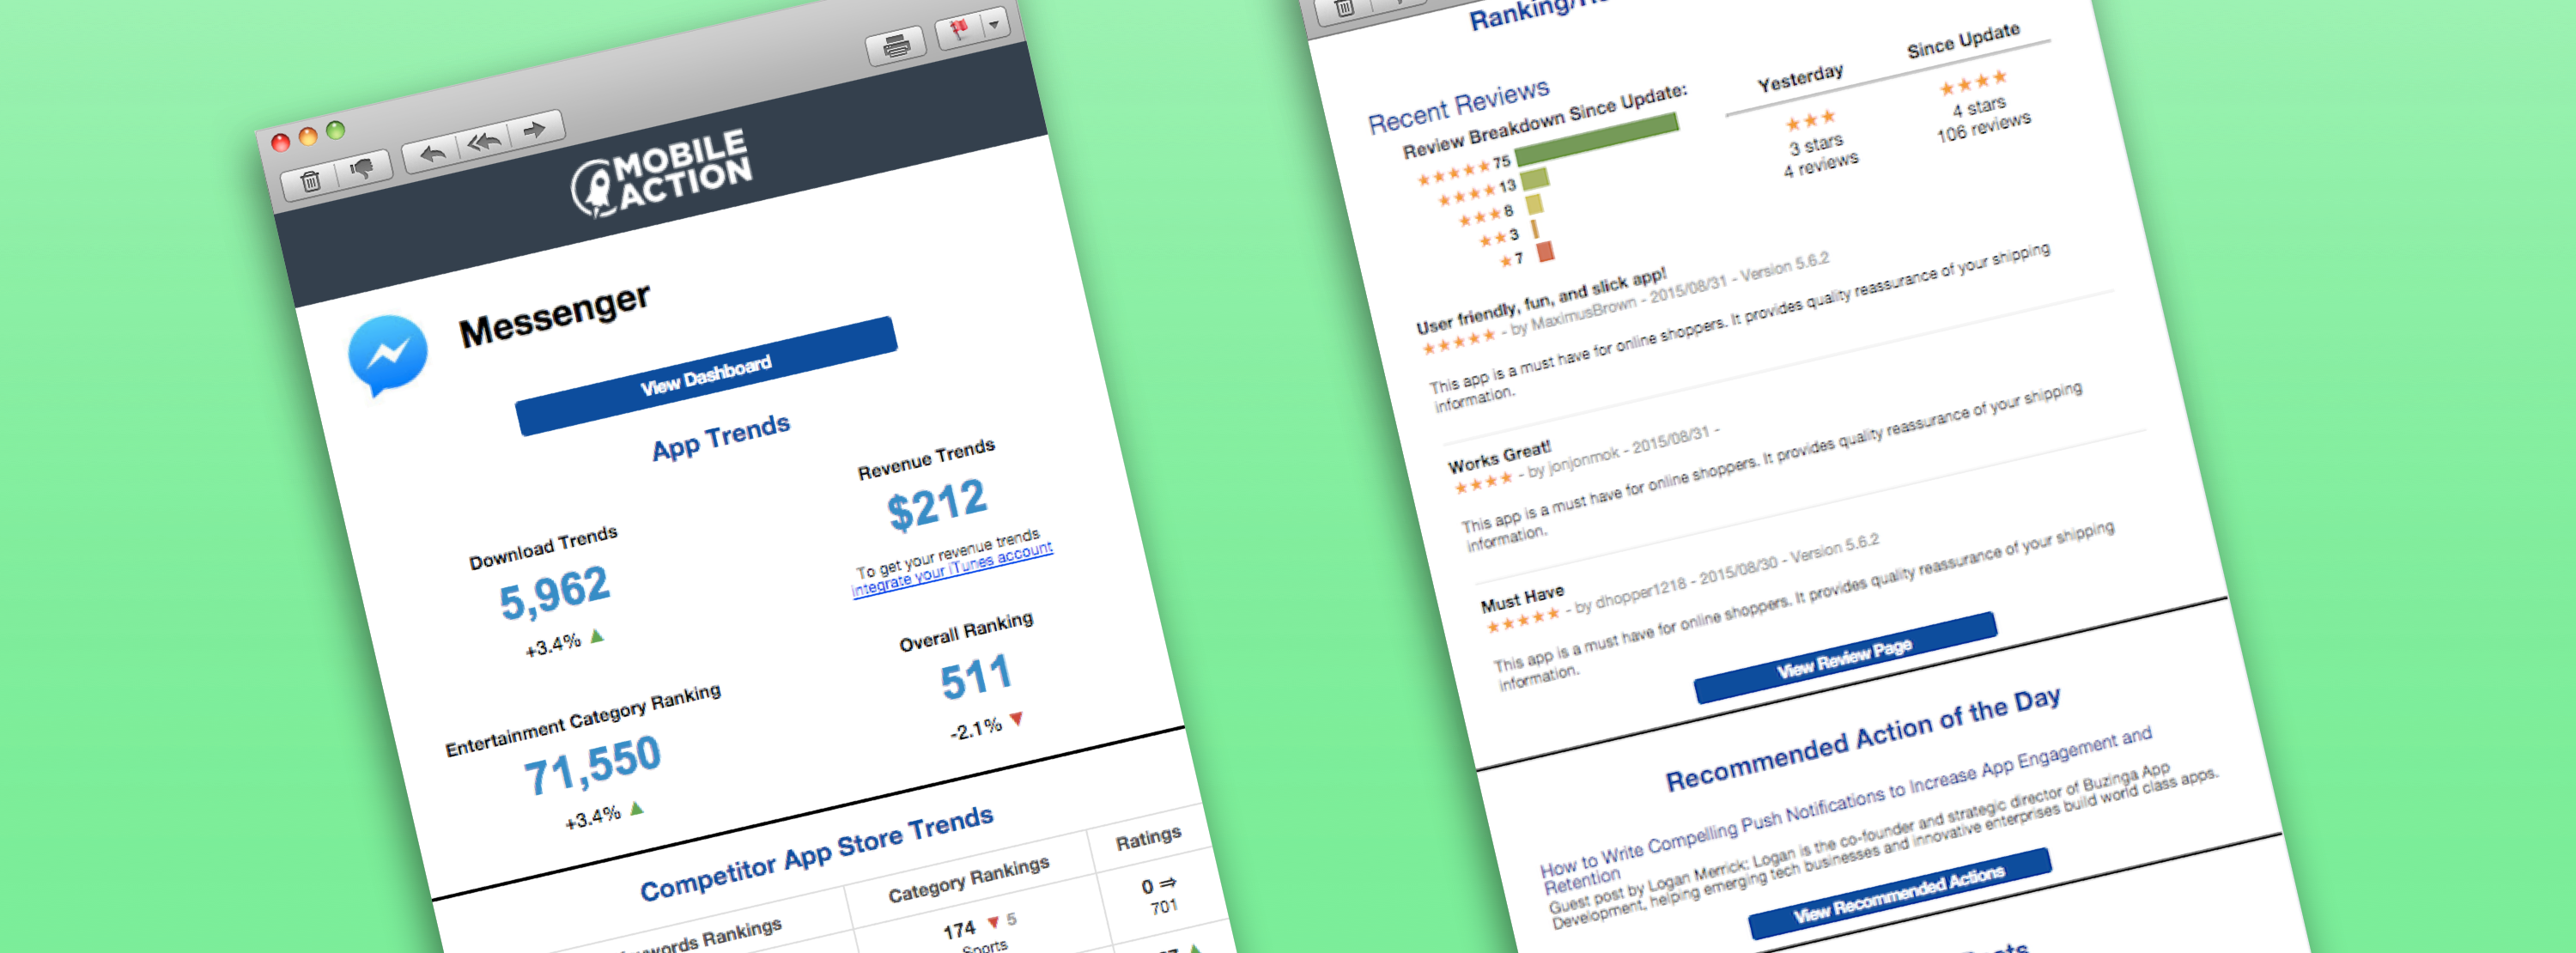 MOBILE
ACTION
Messenger
View Dashboard
App Trends
Download Trends
5,962
+3.4%
Revenue Trends
$212
To get your revenue trends
integrate your iTunes account
Entertainment Category Ranking
71,550
+3.4%
Overall Ranking
511
-2.1%
Competitor App Store Trends
Rankings
Category Rankings
Ratings
174 5
Sports
0
701
Recent Reviews
Review Breakdown Since Update:
75
13
8
3
7
Yesterday
3 stars
4 reviews
Since Update
4 stars
106 reviews
User friendly, fun, and slick app!
- by MaximusBrown - 2015/08/31 - Version 5.6.2
This app is a must have for online shoppers. It provides quality reassurance of your shipping
information.
Works Great!
- by jonjonmok - 2015/08/31 -
This app is a must have for online shoppers. It provides quality reassurance of your shipping
information.
Must Have
- by dhopper1218 - 2015/08/30 - Version 5.6.2
This app is a must have for online shoppers. It provides quality reassurance of your shipping
information.
View Review Page
Recommended Action of the Day
How to Write Compelling Push Notifications to Increase App Engagement and
Retention
Guest post by Logan Merrick: Logan is the co-founder and strategic director of Buzinga App
Development, helping emerging tech businesses and innovative enterprises build world class apps.
View Recommended Actions